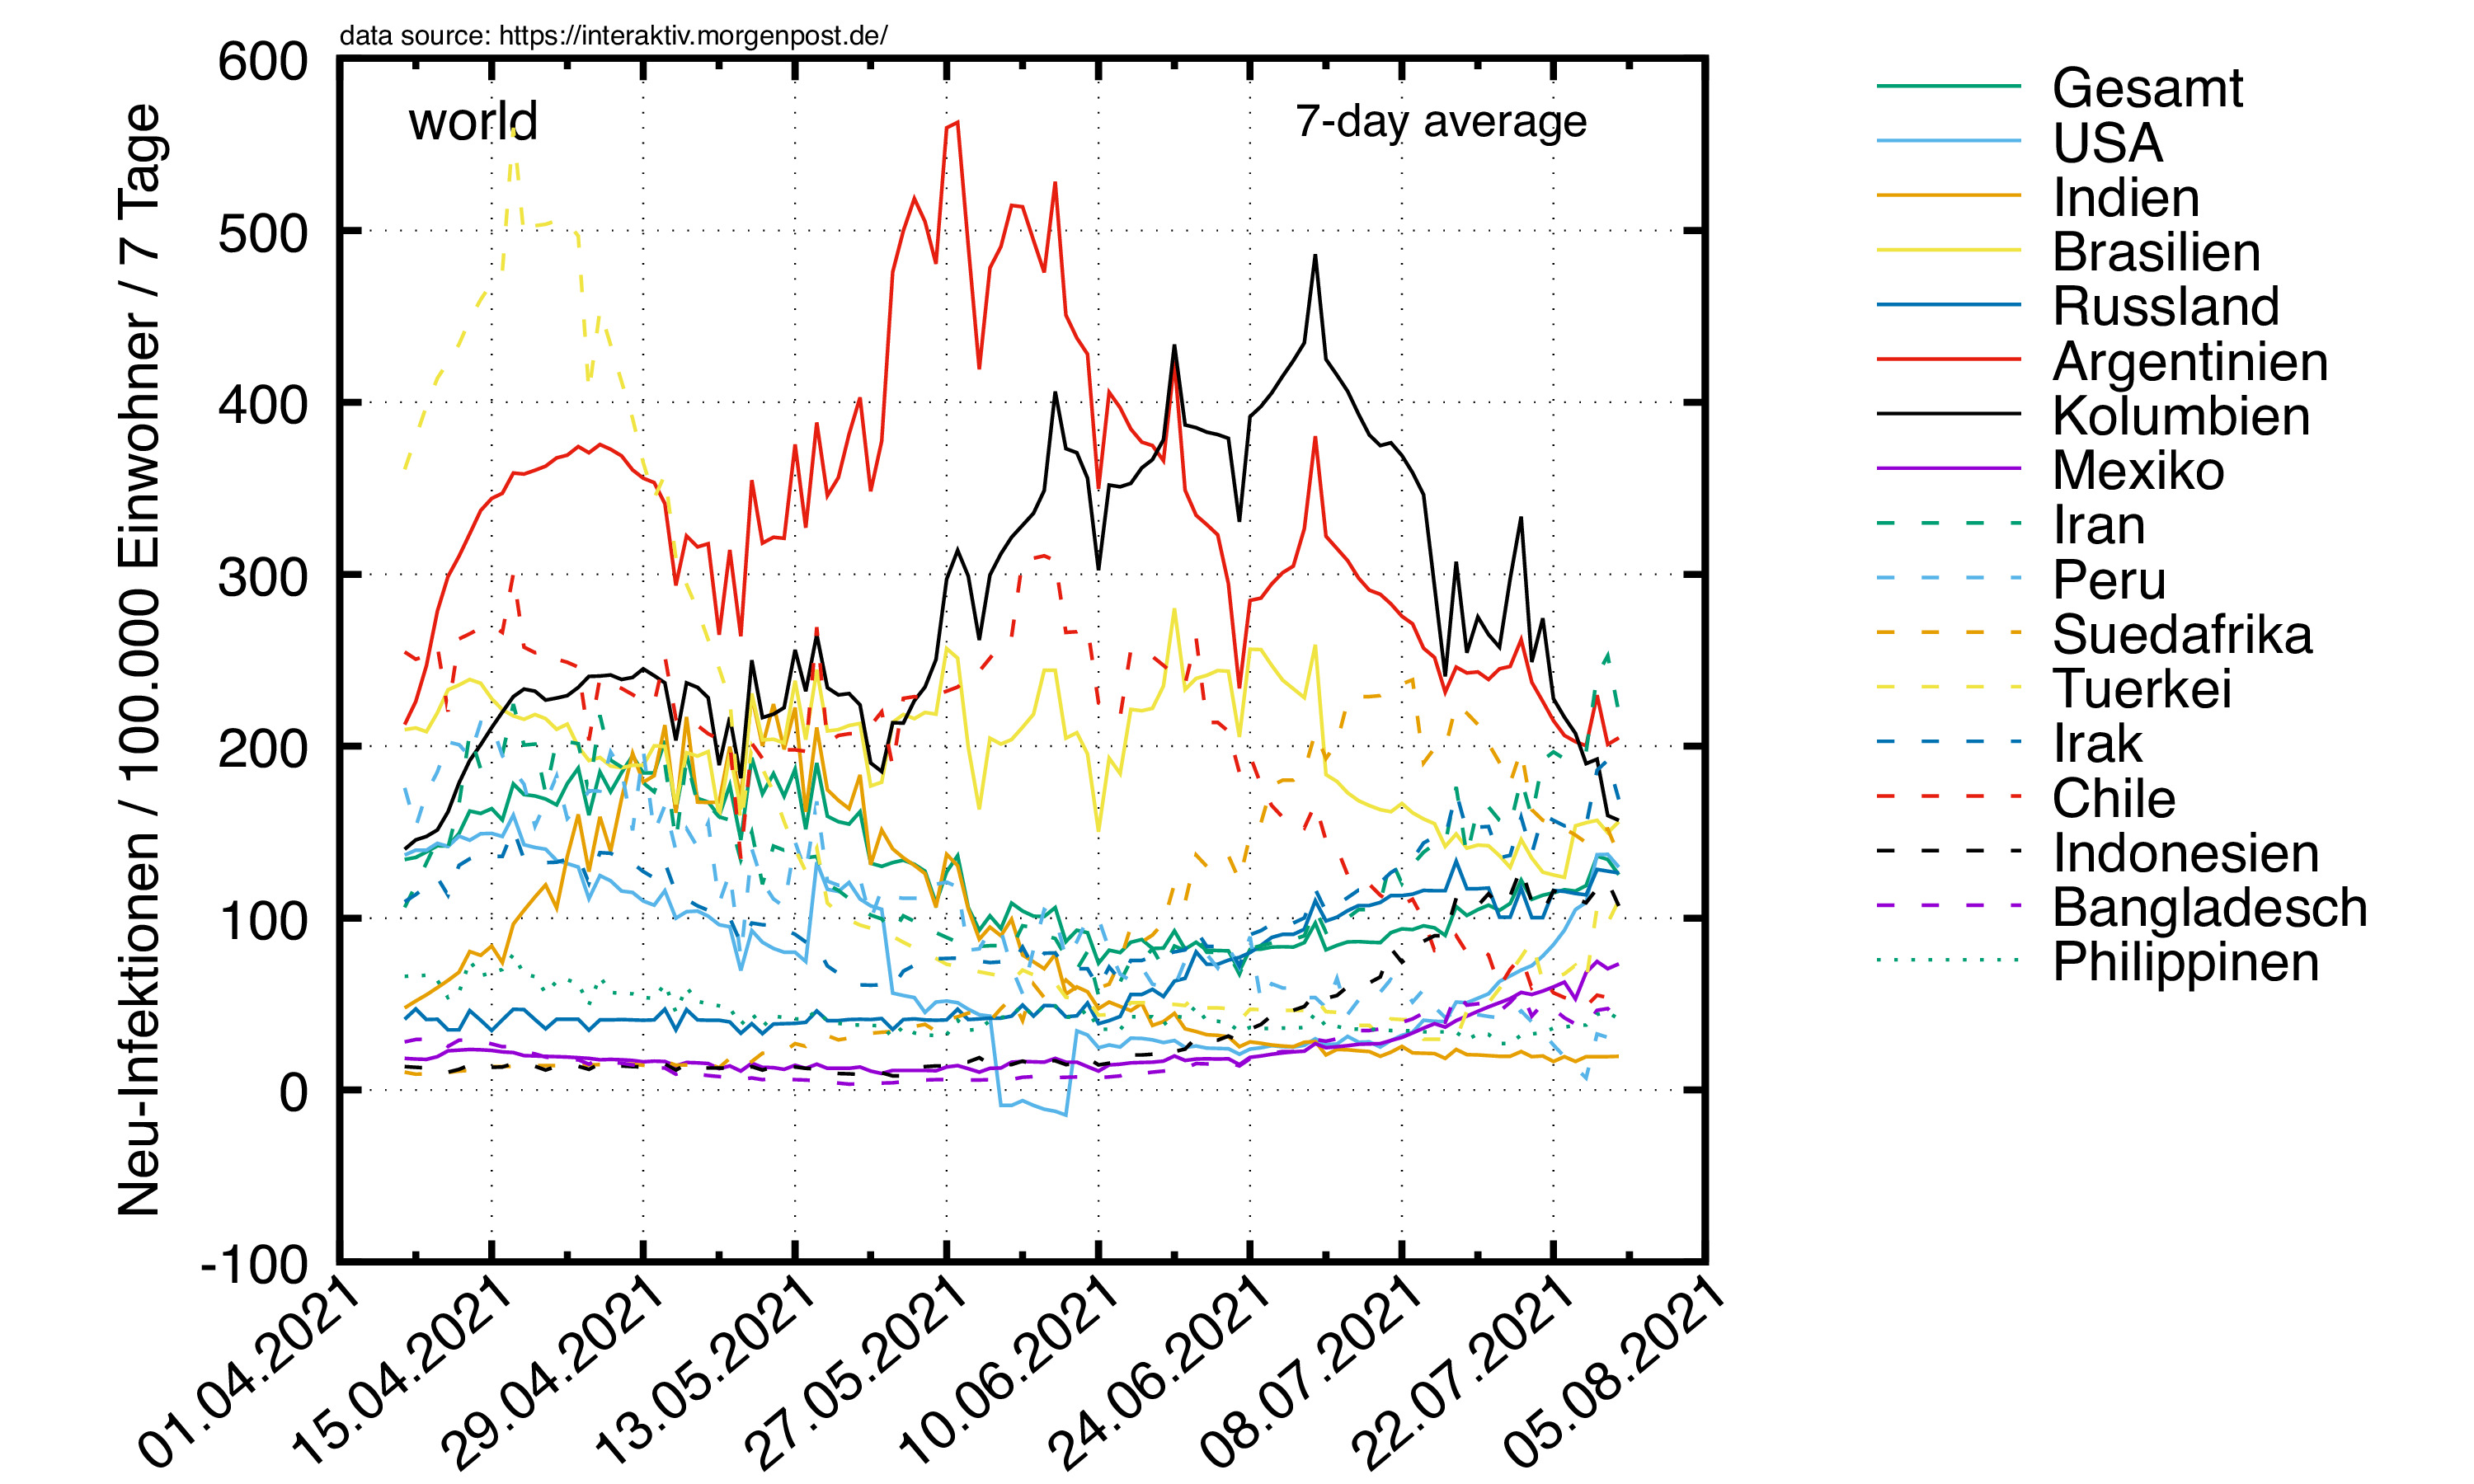 data source: https://interaktiv.morgenpost.de/
world
7-day average
Neu-Infektionen / 100.000 Einwohner / 7 Tage
600
500
400
300
200
100
0
-100
01.04.2021
15.04.2021
29.04.2021
13.05.2021
27.05.2021
10.06.2021
24.06.2021
08.07.2021
22.07.2021
05.08.2021
Gesamt
USA
Indien
Brasilien
Russland
Argentinien
Kolumbien
Mexiko
Iran
Peru
Suedafrika
Tuerkei
Irak
Chile
Indonesien
Bangladesch
Philippinen